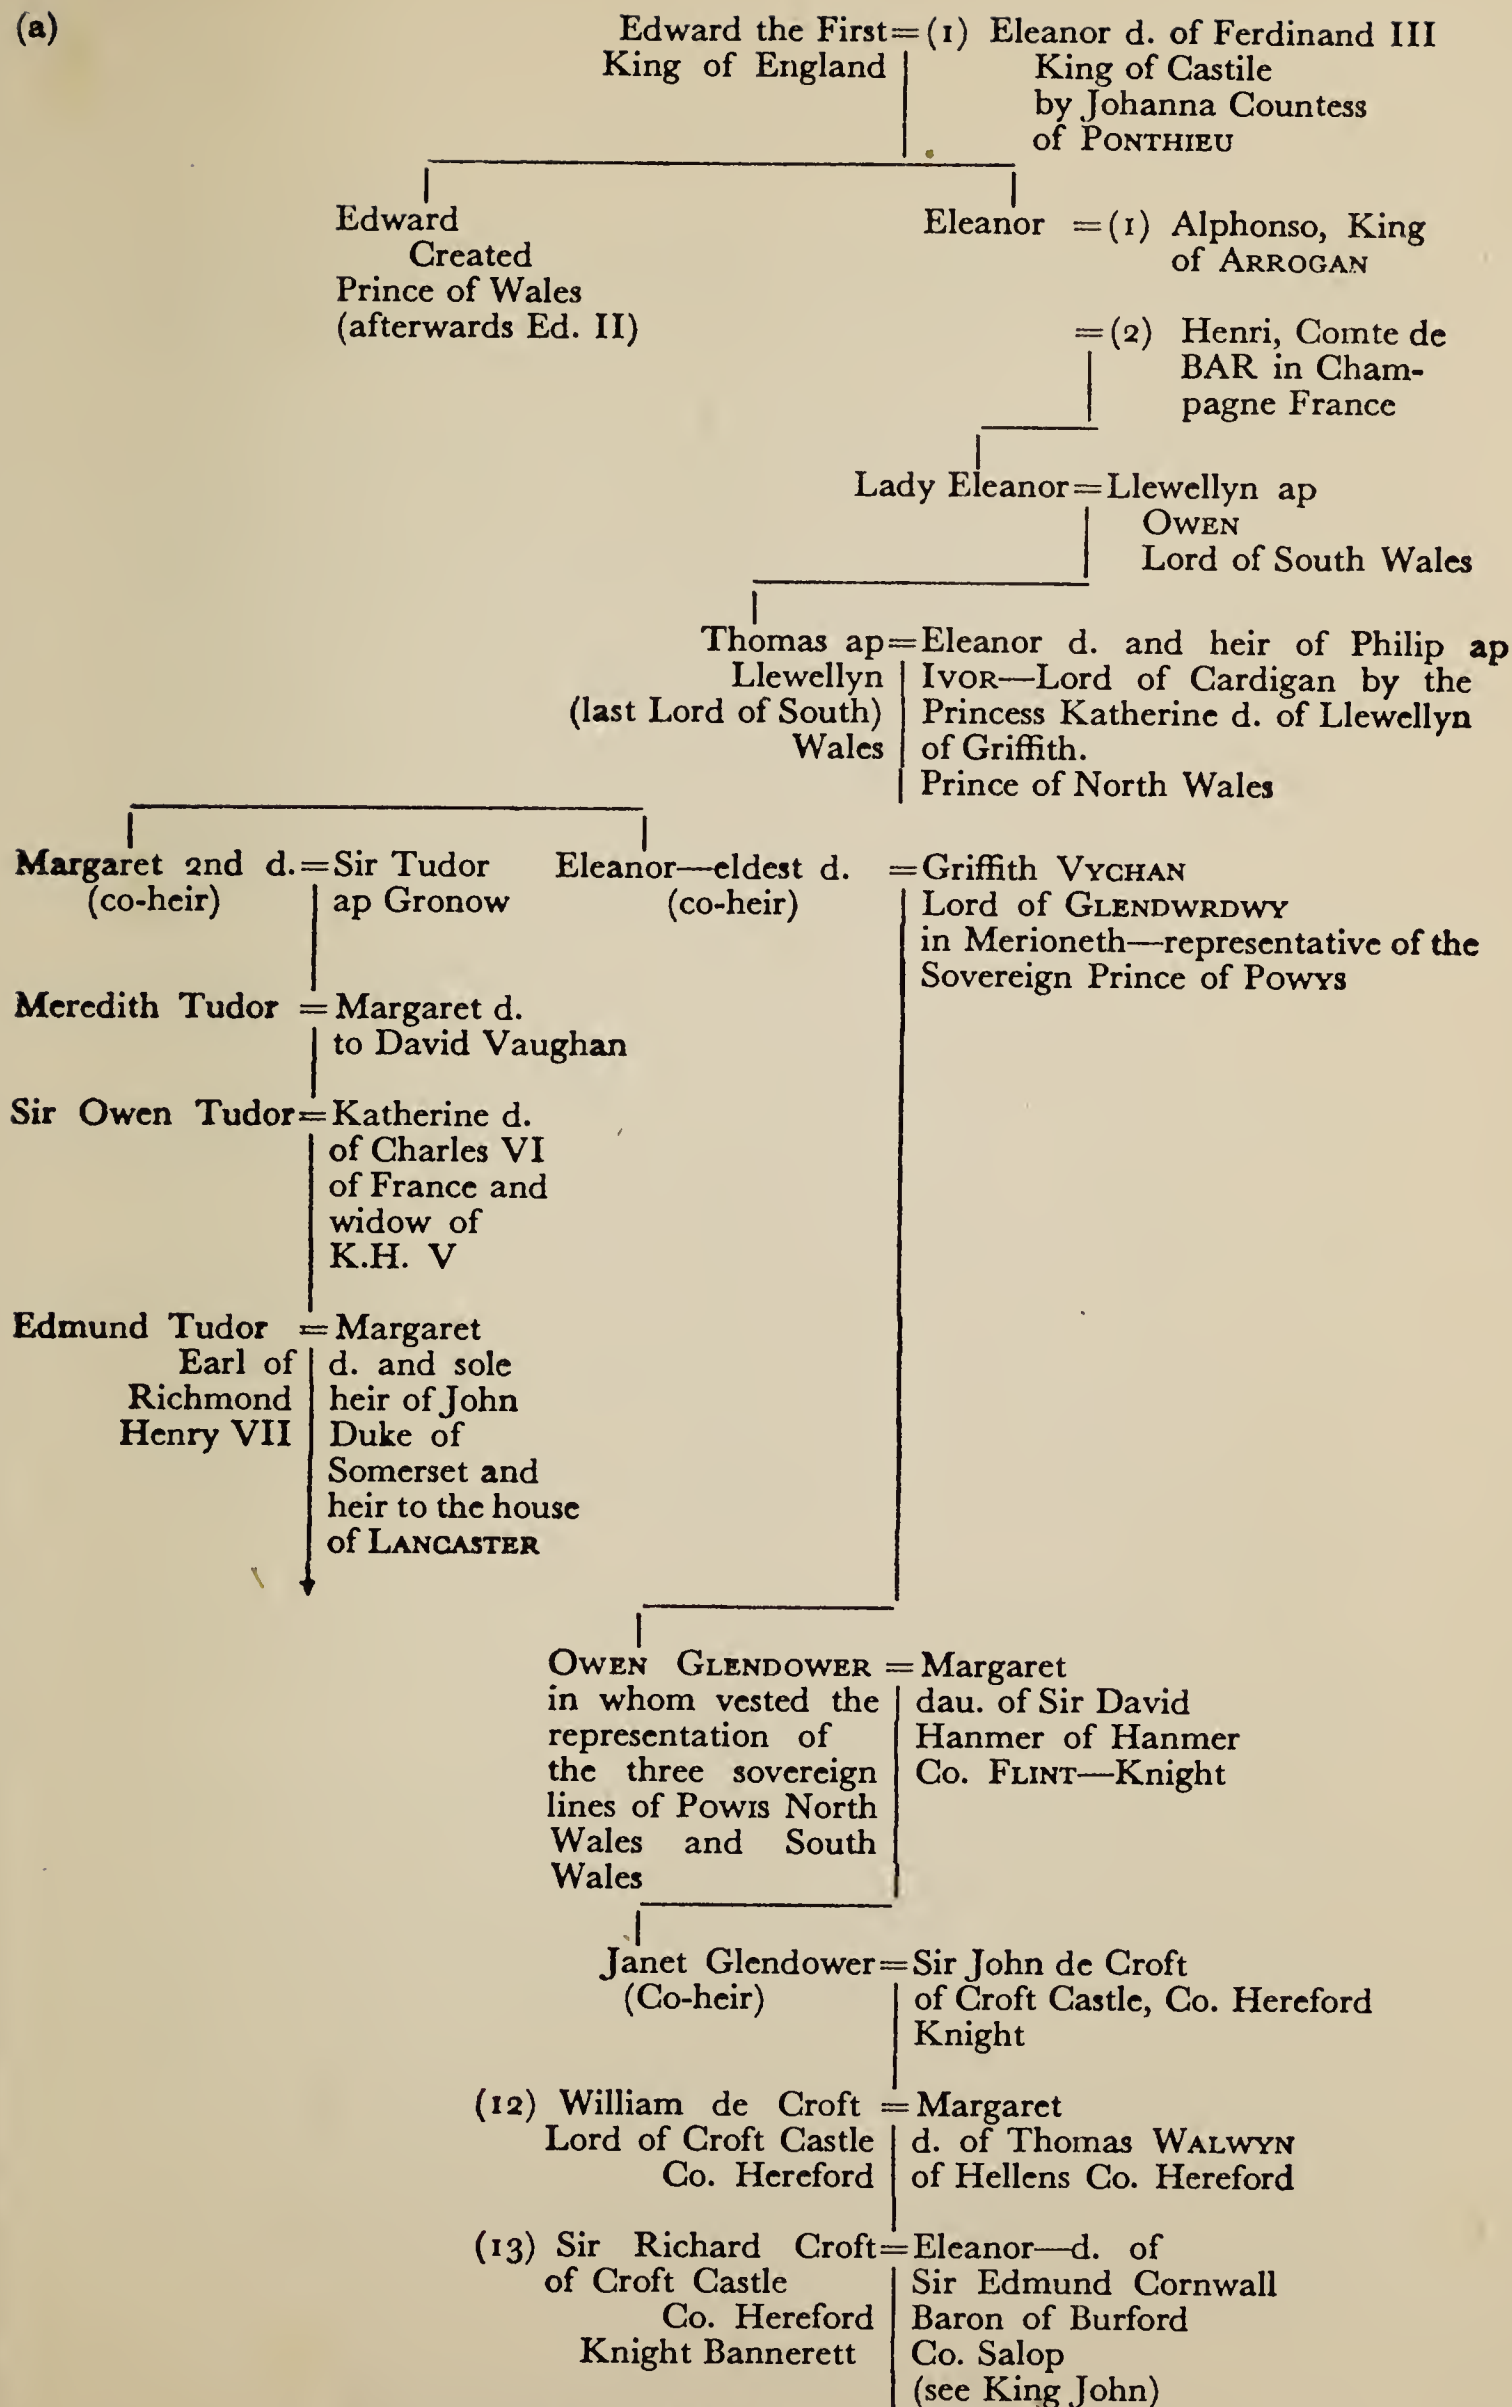 (a)
Edward the First=(1) Eleanor d. of Ferdinand III
King of England King of Castile
by Johanna Countess
of PONTHIEU
Edward
Created
Prince of Wales
(afterwards Ed. II)
Eleanor =(1) Alphonso, King
of ARROGAN
=(2) Henri, Comte de
BAR in Cham-
pagne France
Lady Eleanor=Llewellyn ap
OWEN
Lord of South Wales
Thomas ap=Eleanor d. and heir of Philip ap
Llewellyn IVOR—Lord of Cardigan by the
(last Lord of South) Princess Katherine d. of Llewellyn
Wales of Griffith.
Prince of North Wales
Margaret 2nd d.=Sir Tudor
(co-heir) ap Gronow
Meredith Tudor =Margaret d.
to David Vaughan
Sir Owen Tudor=Katherine d.
of Charles VI
of France and
widow of
K.H. V
Edmund Tudor =Margaret
Earl of d. and sole
Richmond heir of John
Henry VII Duke of
Somerset and
heir to the house
of LANCASTER
Eleanor—eldest d. =Griffith VYCHAN
(co-heir) Lord of GLENDWRDWY
in Merioneth—representative of the
Sovereign Prince of POWYS
OWEN GLENDOWER =Margaret
in whom vested the dau. of Sir David
representation of Hanmer of Hanmer
the three sovereign Co. FLINT—Knight
lines of POWIS North
Wales and South
Wales
Janet Glendower=Sir John de Croft
(Co-heir) of Croft Castle, Co. Hereford
Knight
(12) William de Croft =Margaret
Lord of Croft Castle d. of Thomas WALWYN
Co. Hereford of Hellens Co. Hereford
(13) Sir Richard Croft=Eleanor—d. of
of Croft Castle Sir Edmund Cornwall
Co. Hereford Baron of Burford
Knight Bannerett Co. Salop
(see King John)